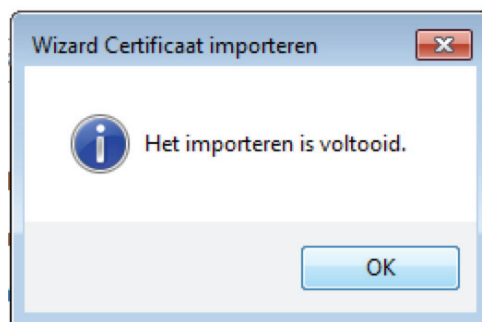 Wizard Certificaat importeren
Het importeren is voltooid.
OK